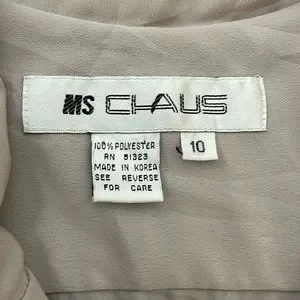 MS CHAUS
100% POLYESTER
RN 51323
MADE IN KOREA
SEE REVERSE
FOR CARE
10